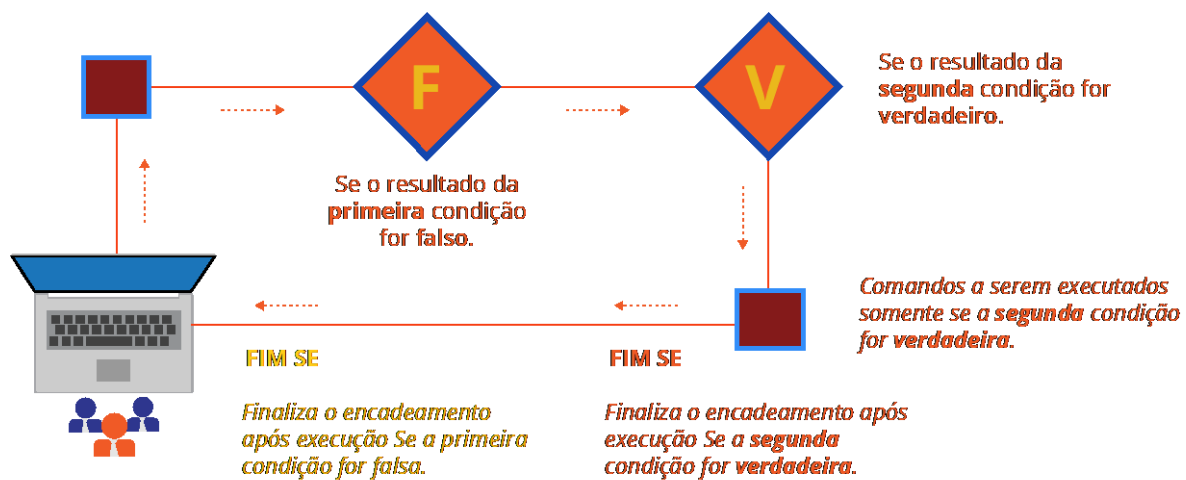 F
V
Se o resultado da
segunda condição for
verdadeiro.
Se o resultado da
primeira condição
for falso.
Comandos a serem executados
somente se a segunda condição
for verdadeira.
FIM SE
Finaliza o encadeamento
após execução Se a primeira
condição for falsa.
FIM SE
Finaliza o encadeamento após
execução Se a segunda
condição for verdadeira.